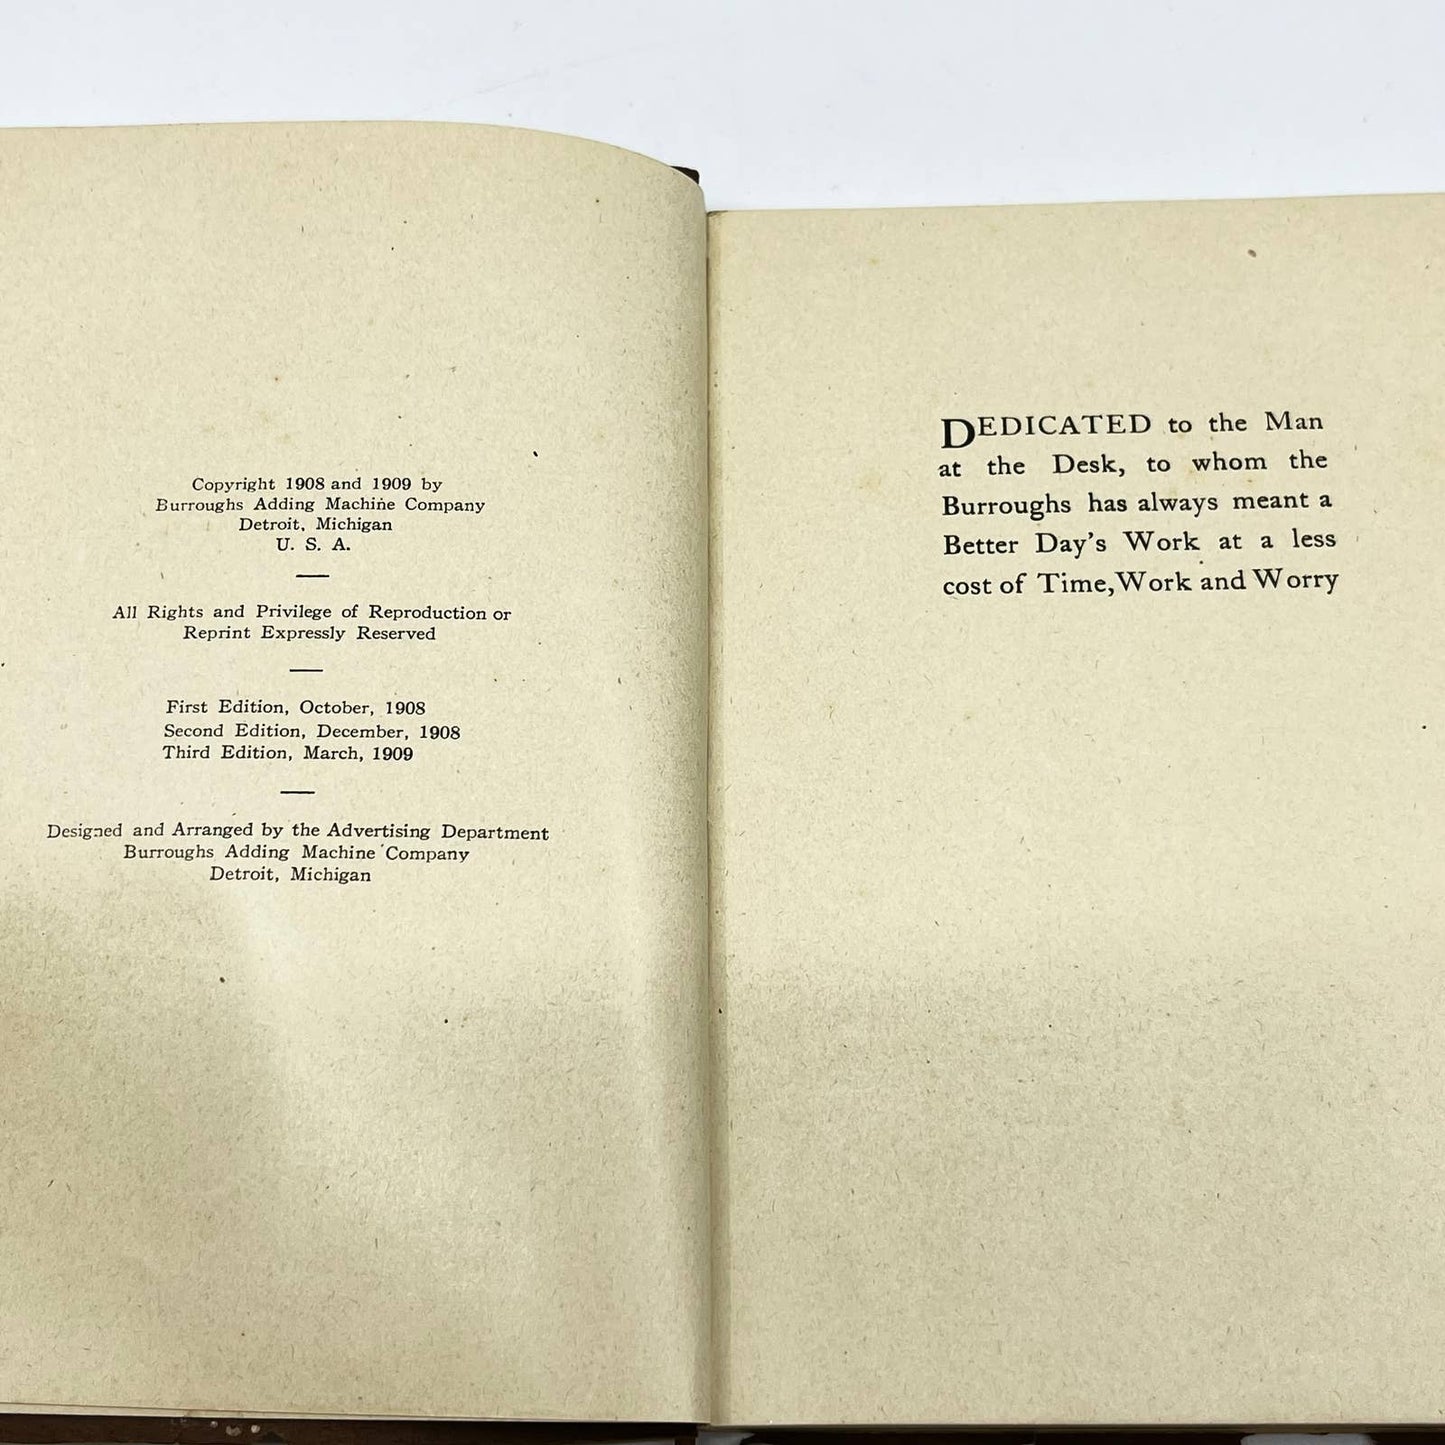 Copyright 1908 and 1909 by
Burroughs Adding Machine Company
Detroit, Michigan
U. S. A.
All Rights and Privilege of Reproduction or
Reprint Expressly Reserved
First Edition, October, 1908
Second Edition, December, 1908
Third Edition, March, 1909
Designed and Arranged by the Advertising Department
Burroughs Adding Machine Company
Detroit, Michigan
DEDICATED to the Man
at the Desk, to whom the
Burroughs has always meant a
Better Day's Work at a less
cost of Time, Work and Worry